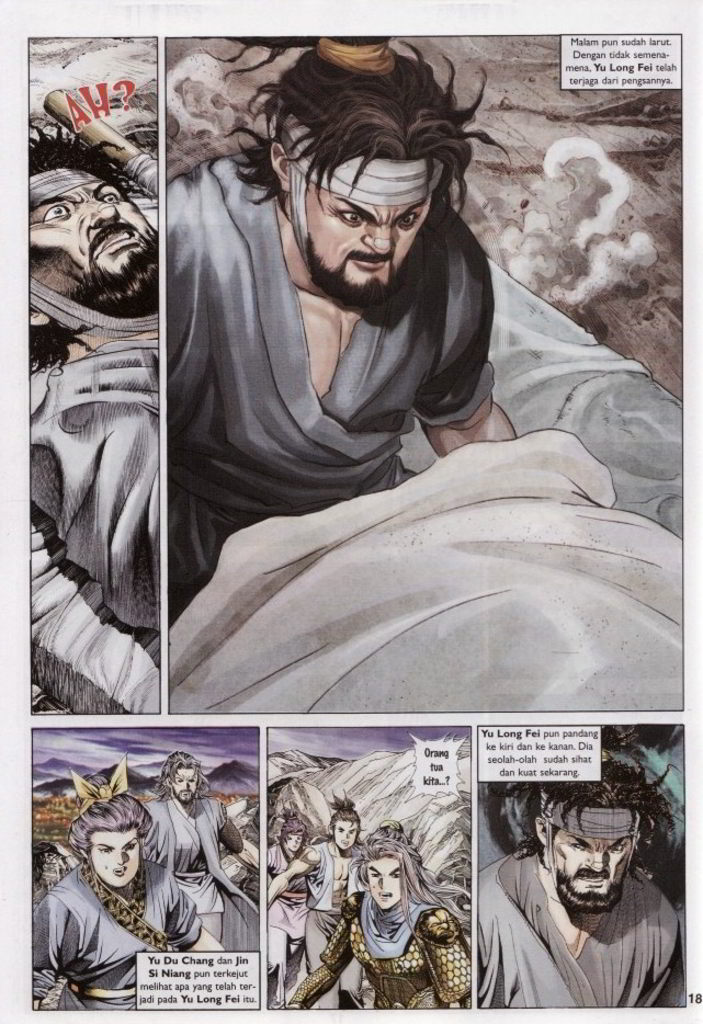 AH?
Malam pun sudah larut.
Dengan tidak semena-
mena, Yu Long Fei telah
terjaga dari pengsannya.
Yu Du Chang dan Jin
Si Niang pun terkejut
melihat apa yang telah ter-
jadi pada Yu Long Fei itu.
Orang
tua
kita...?
Yu Long Fei pun pandang
ke kiri dan ke kanan. Dia
seolah-olah sudah sihat
dan kuat sekarang.
18